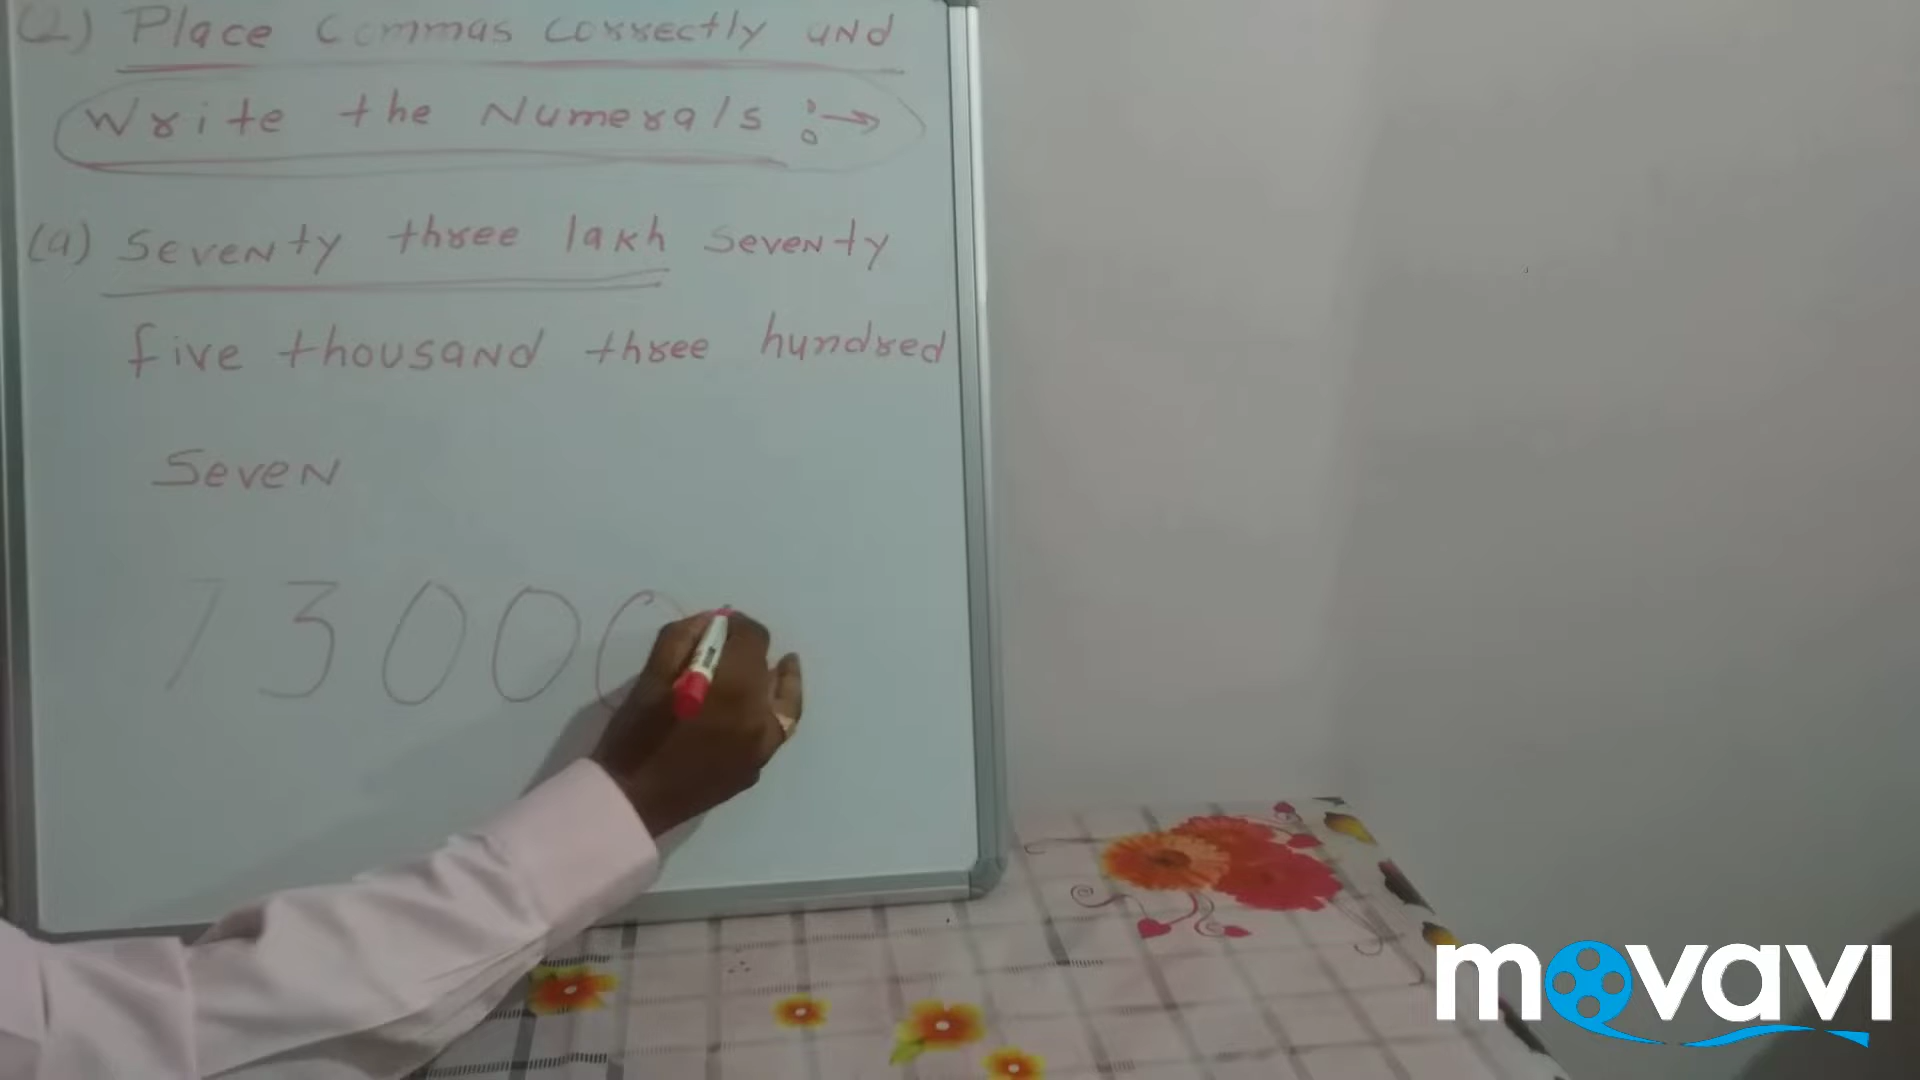 (2) Place Commas correctly and
Write the Numerals :→
(a) Seventy three lakh seventy
five thousand three hundred
Seven
73000
movavi